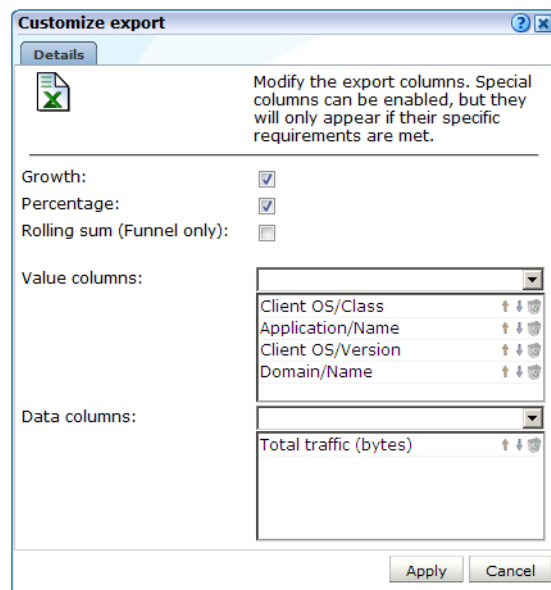 Customize export
Details
Modify the export columns. Special
columns can be enabled, but they
will only appear if their specific
requirements are met.
Growth:
Percentage:
Rolling sum (Funnel only):
Value columns:
Client OS/Class
Application/Name
Client OS/Version
Domain/Name
Data columns:
Total traffic (bytes)
Apply Cancel